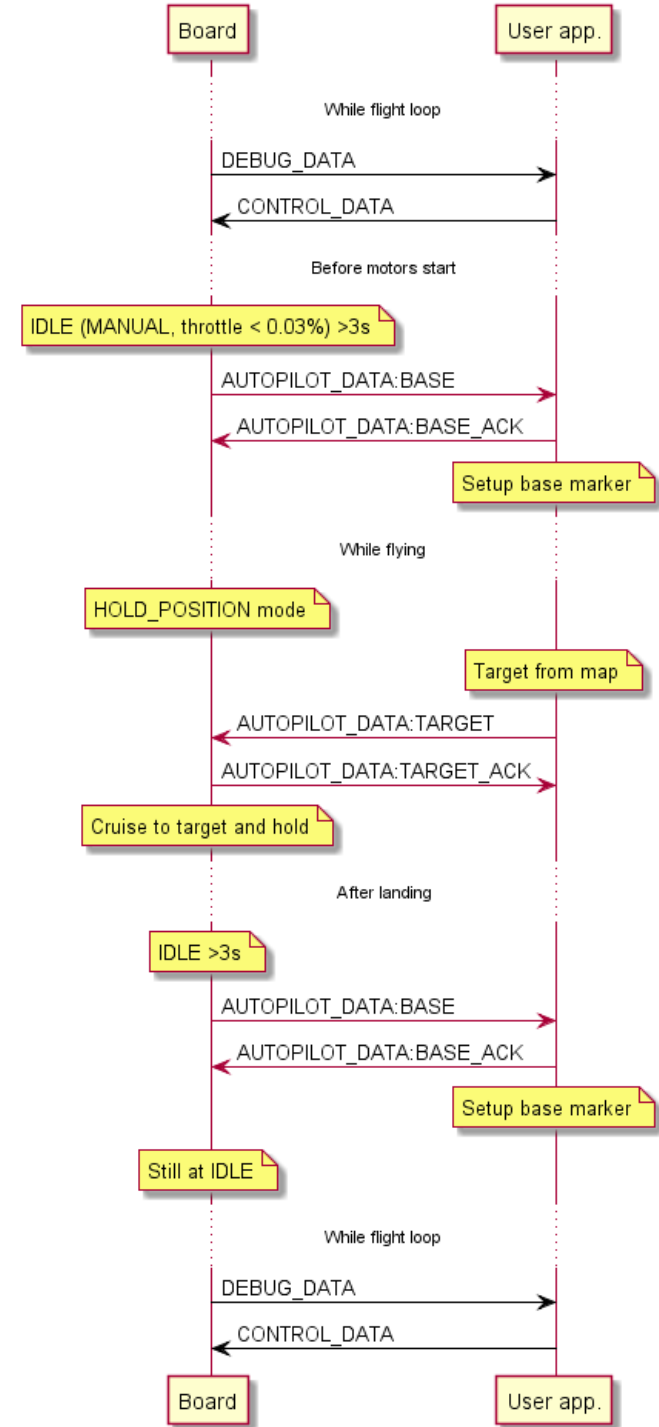 Board
User app.
While flight loop
DEBUG_DATA
CONTROL_DATA
Before motors start
IDLE (MANUAL, throttle < 0.03%) >3s
AUTOPILOT_DATA:BASE
AUTOPILOT_DATA:BASE_ACK
Setup base marker
While flying
HOLD_POSITION mode
Target from map
AUTOPILOT_DATA:TARGET
AUTOPILOT_DATA:TARGET_ACK
Cruise to target and hold
After landing
IDLE >3s
AUTOPILOT_DATA:BASE
AUTOPILOT_DATA:BASE_ACK
Setup base marker
Still at IDLE
While flight loop
DEBUG_DATA
CONTROL_DATA
Board
User app.